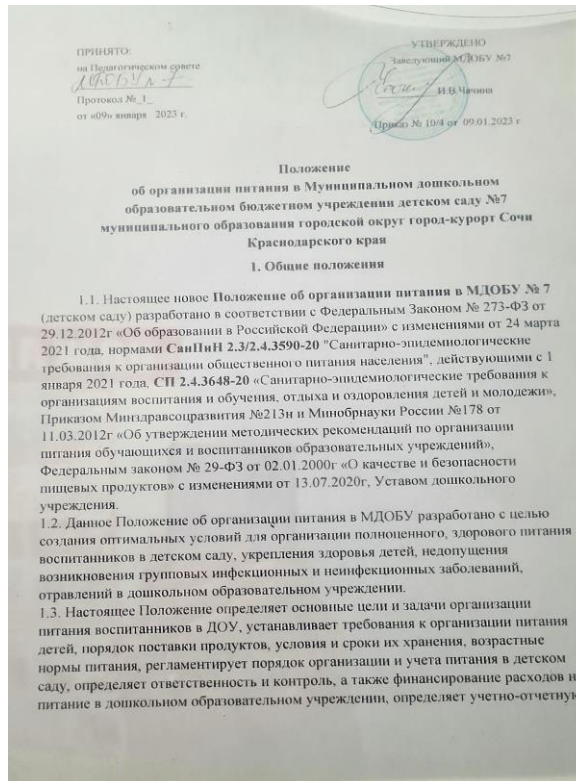 ПРИНЯТО:
на Педагогическом совете
МДОБУ № 7
Протокол №_1_
от «09» января 2023 г.
УТВЕРЖДЕНО
Заведующий МДОБУ №7
И.В.Чачина
Приказ № 10/4 от 09.01.2023 г
Положение
об организации питания в Муниципальном дошкольном
образовательном бюджетном учреждении детском саду №7
муниципального образования городской округ город-курорт Сочи
Краснодарского края
1. Общие положения
1.1. Настоящее новое Положение об организации питания в МДОБУ № 7
(детском саду) разработано в соответствии с Федеральным Законом № 273-ФЗ от
29.12.2012г «Об образовании в Российской Федерации» с изменениями от 24 марта
2021 года, нормами СанПиН 2.3/2.4.3590-20 "Санитарно-эпидемиологические
требования к организации общественного питания населения", действующими с 1
января 2021 года, СП 2.4.3648-20 «Санитарно-эпидемиологические требования к
организациям воспитания и обучения, отдыха и оздоровления детей и молодежи»,
Приказом Минздравсоцразвития №213н и Минобрнауки России №178 от
11.03.2012г «Об утверждении методических рекомендаций по организации
питания обучающихся и воспитанников образовательных учреждений»,
Федеральным законом № 29-ФЗ от 02.01.2000г «О качестве и безопасности
пищевых продуктов» с изменениями от 13.07.2020г, Уставом дошкольного
учреждения.
1.2. Данное Положение об организации питания в МДОБУ разработано с целью
создания оптимальных условий для организации полноценного, здорового питания
воспитанников в детском саду, укрепления здоровья детей, недопущения
возникновения групповых инфекционных и неинфекционных заболеваний,
отравлений в дошкольном образовательном учреждении.
1.3. Настоящее Положение определяет основные цели и задачи организации
питания воспитанников в ДОУ, устанавливает требования к организации питания
детей, порядок поставки продуктов, условия и сроки их хранения, возрастные
нормы питания, регламентирует порядок организации и учета питания в детском
саду, определяет ответственность и контроль, а также финансирование расходов н
питание в дошкольном образовательном учреждении, определяет учетно-отчетную